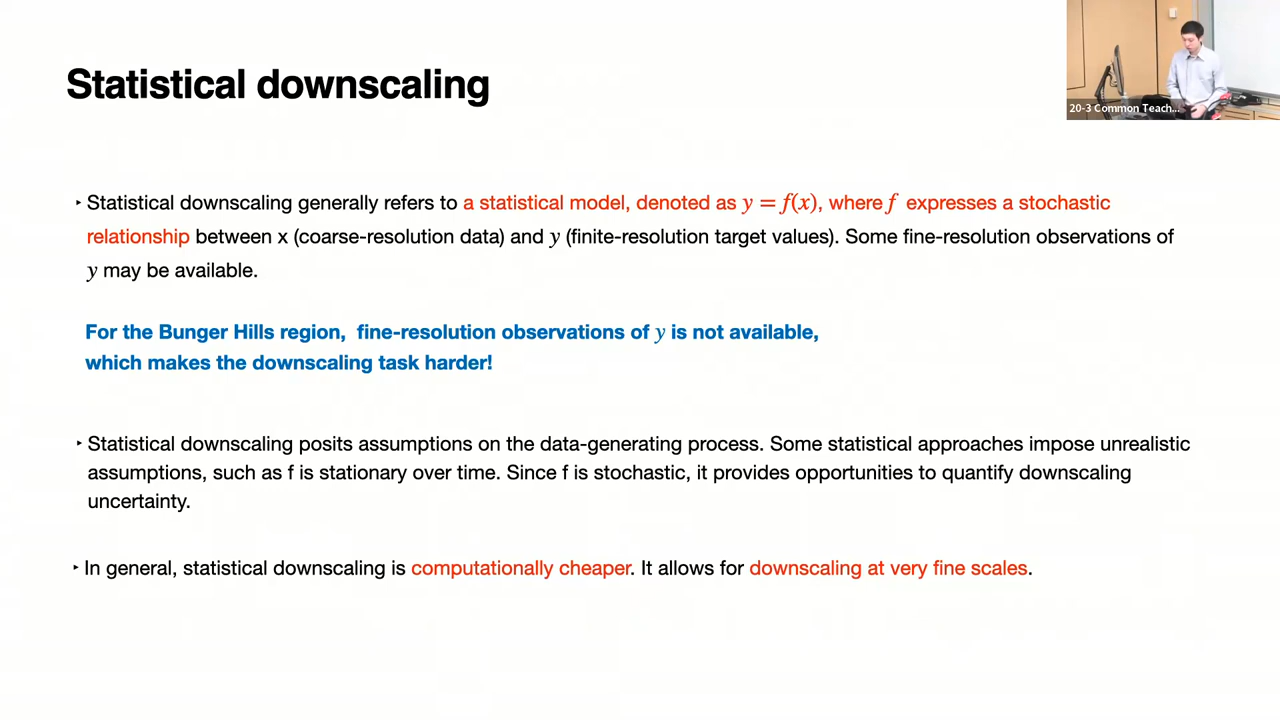 Statistical downscaling
20-3 Common Teach...
‣ Statistical downscaling generally refers to a statistical model, denoted as y = f(x), where f expresses a stochastic
relationship between x (coarse-resolution data) and y (finite-resolution target values). Some fine-resolution observations of
y may be available.
For the Bunger Hills region, fine-resolution observations of y is not available,
which makes the downscaling task harder!
‣ Statistical downscaling posits assumptions on the data-generating process. Some statistical approaches impose unrealistic
assumptions, such as f is stationary over time. Since f is stochastic, it provides opportunities to quantify downscaling
uncertainty.
‣ In general, statistical downscaling is computationally cheaper. It allows for downscaling at very fine scales.